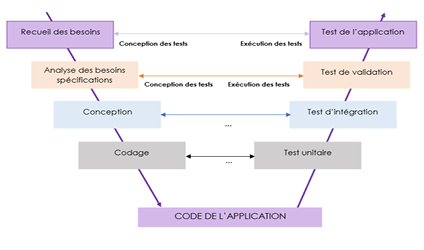 Recueil des besoins
Test de l'application
Conception des tests
Exécution des tests
Analyse des besoins
spécifications
Test de validation
Conception des tests
Exécution des tests
Conception
Test d'intégration
...
Codage
Test unitaire
...
CODE DE L'APPLICATION